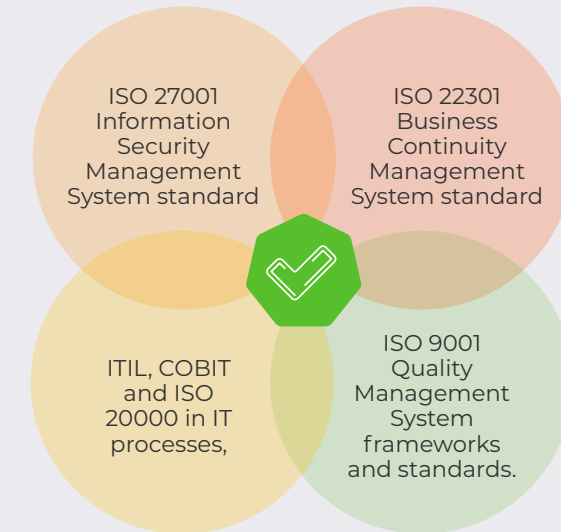 ISO 27001
Information
Security
Management
System standard
ISO 22301
Business
Continuity
Management
System standard
ITIL, COBIT
and ISO
20000 in IT
processes,
ISO 9001
Quality
Management
System
frameworks
and standards.